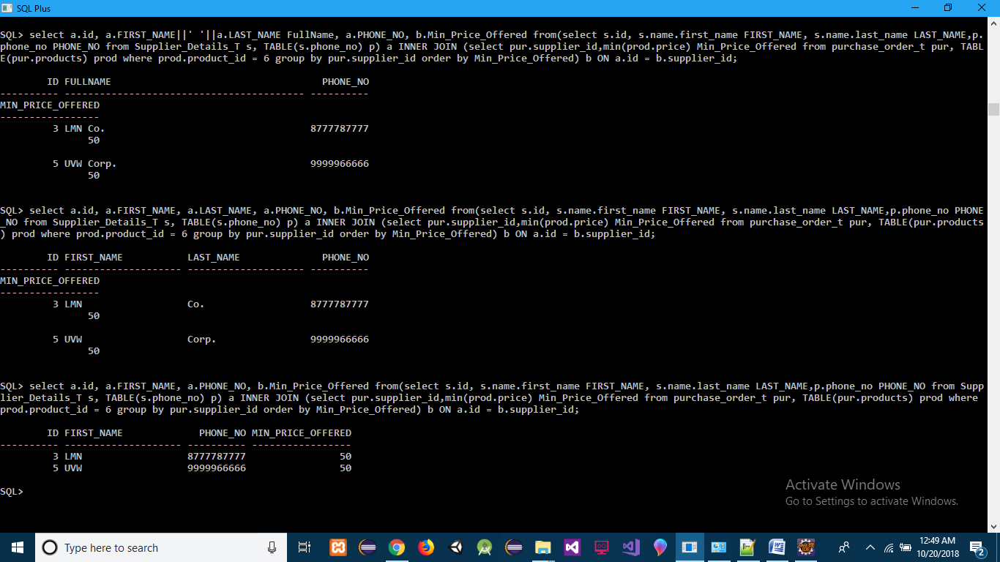 SQL Plus
SQL> select a.id, a.FIRST_NAME||' '||a.LAST_NAME FullName, a.PHONE_NO, b.Min_Price_Offered from(select s.id, s.name.first_name FIRST_NAME, s.name.last_name LAST_NAME,p.
phone_no PHONE_NO from Supplier_Details_T s, TABLE(s.phone_no) p) a INNER JOIN (select pur.supplier_id,min(prod.price) Min_Price_Offered from purchase_order_t pur, TABL
E(pur.products) prod where prod.product_id = 6 group by pur.supplier_id order by Min_Price_Offered) b ON a.id = b.supplier_id;
ID FULLNAME PHONE_NO
---------- ----------------------------------------- ----------
MIN_PRICE_OFFERED
-----------------
3 LMN Co. 8777787777
50
5 UVW Corp. 9999966666
50
SQL> select a.id, a.FIRST_NAME, a.LAST_NAME, a.PHONE_NO, b.Min_Price_Offered from(select s.id, s.name.first_name FIRST_NAME, s.name.last_name LAST_NAME,p.phone_no PHONE
_NO from Supplier_Details_T s, TABLE(s.phone_no) p) a INNER JOIN (select pur.supplier_id,min(prod.price) Min_Price_Offered from purchase_order_t pur, TABLE(pur.products
) prod where prod.product_id = 6 group by pur.supplier_id order by Min_Price_Offered) b ON a.id = b.supplier_id;
ID FIRST_NAME LAST_NAME PHONE_NO
---------- -------------------- -------------------- ----------
MIN_PRICE_OFFERED
-----------------
3 LMN Co. 8777787777
50
5 UVW Corp. 9999966666
50
SQL> select a.id, a.FIRST_NAME, a.PHONE_NO, b.Min_Price_Offered from(select s.id, s.name.first_name FIRST_NAME, s.name.last_name LAST_NAME,p.phone_no PHONE_NO from Supp
lier_Details_T s, TABLE(s.phone_no) p) a INNER JOIN (select pur.supplier_id,min(prod.price) Min_Price_Offered from purchase_order_t pur, TABLE(pur.products) prod where
prod.product_id = 6 group by pur.supplier_id order by Min_Price_Offered) b ON a.id = b.supplier_id;
ID FIRST_NAME PHONE_NO MIN_PRICE_OFFERED
---------- -------------------- ---------- -----------------
3 LMN 8777787777 50
5 UVW 9999966666 50
SQL>
Activate Windows
Go to Settings to activate Windows.
Type here to search
12:49 AM
10/20/2018
2